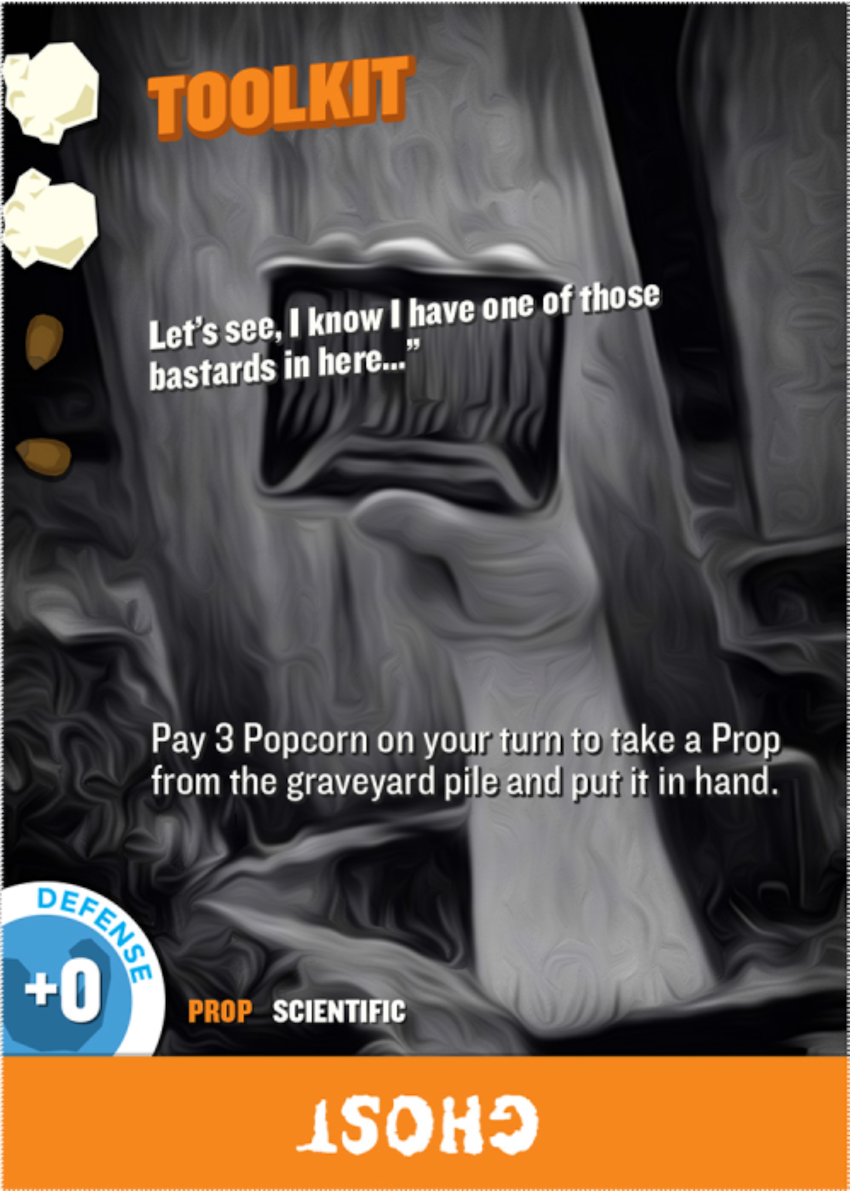 TOOLKIT
Let's see, I know I have one of those
bastards in here..."
Pay 3 Popcorn on your turn to take a Prop
from the graveyard pile and put it in hand.
DEFENSE
+0
PROP SCIENTIFIC
GHOST